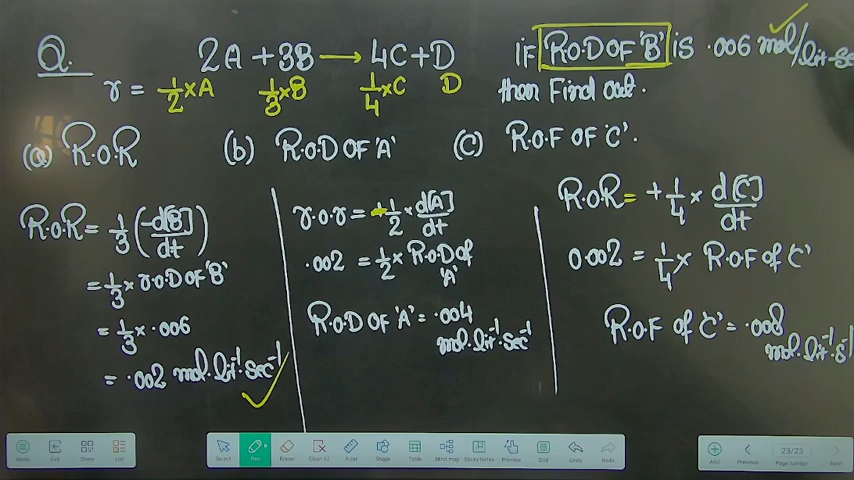 Q. 2A + 3B → 4C + D IF R.O.D OF 'B' IS .006 mol/lit-sec
r = 1/2 × A 1/3 × B 1/4 × C D then Find out.
(a) R.O.R (b) R.O.D OF 'A' (c) R.O.F OF 'C'.
R.O.R = 1/3 (-d[B]/dt)
= 1/3 × r.O.D OF 'B'
= 1/3 × .006
= .002 mol.lit⁻¹.sec⁻¹
r.o.r = 1/2 × d[A]/dt
.002 = 1/2 × R.O.D of 'A'
R.O.D OF 'A' = .004
mol.lit⁻¹.sec⁻¹
R.O.R = +1/4 × d[C]/dt
0.002 = 1/4 × R.O.F of 'C'
R.O.F of 'C' = .008
mol.lit⁻¹.s⁻¹
Menu Exit Share List Select Pen Eraser Clean All Ruler Shape Table Mind map Sticky Notes Preview Grid Undo Redo Add Previous 23/23 Page number Next